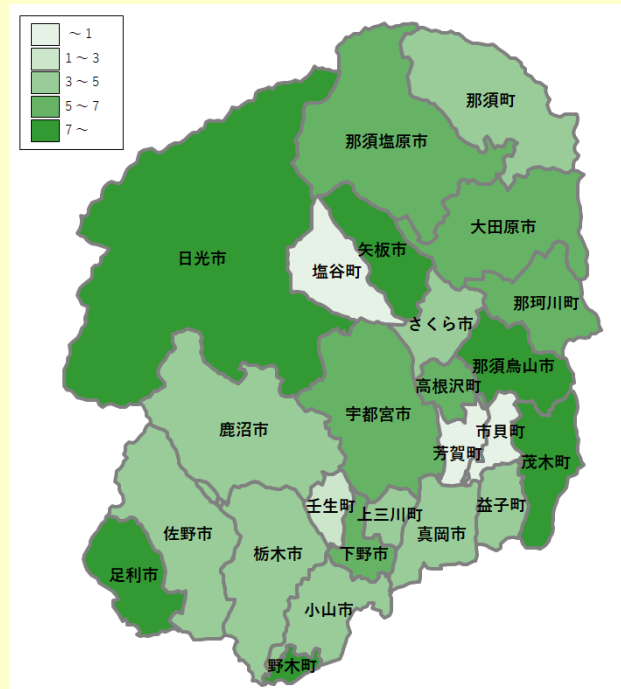 ～1
1～3
3～5
5～7
7～
那須町
那須塩原市
大田原市
日光市
矢板市
塩谷町
那珂川町
さくら市
那須烏山市
高根沢町
宇都宮市
鹿沼市
市貝町
芳賀町
茂木町
壬生町
上三川町
益子町
佐野市
真岡市
栃木市
下野市
足利市
小山市
野木町